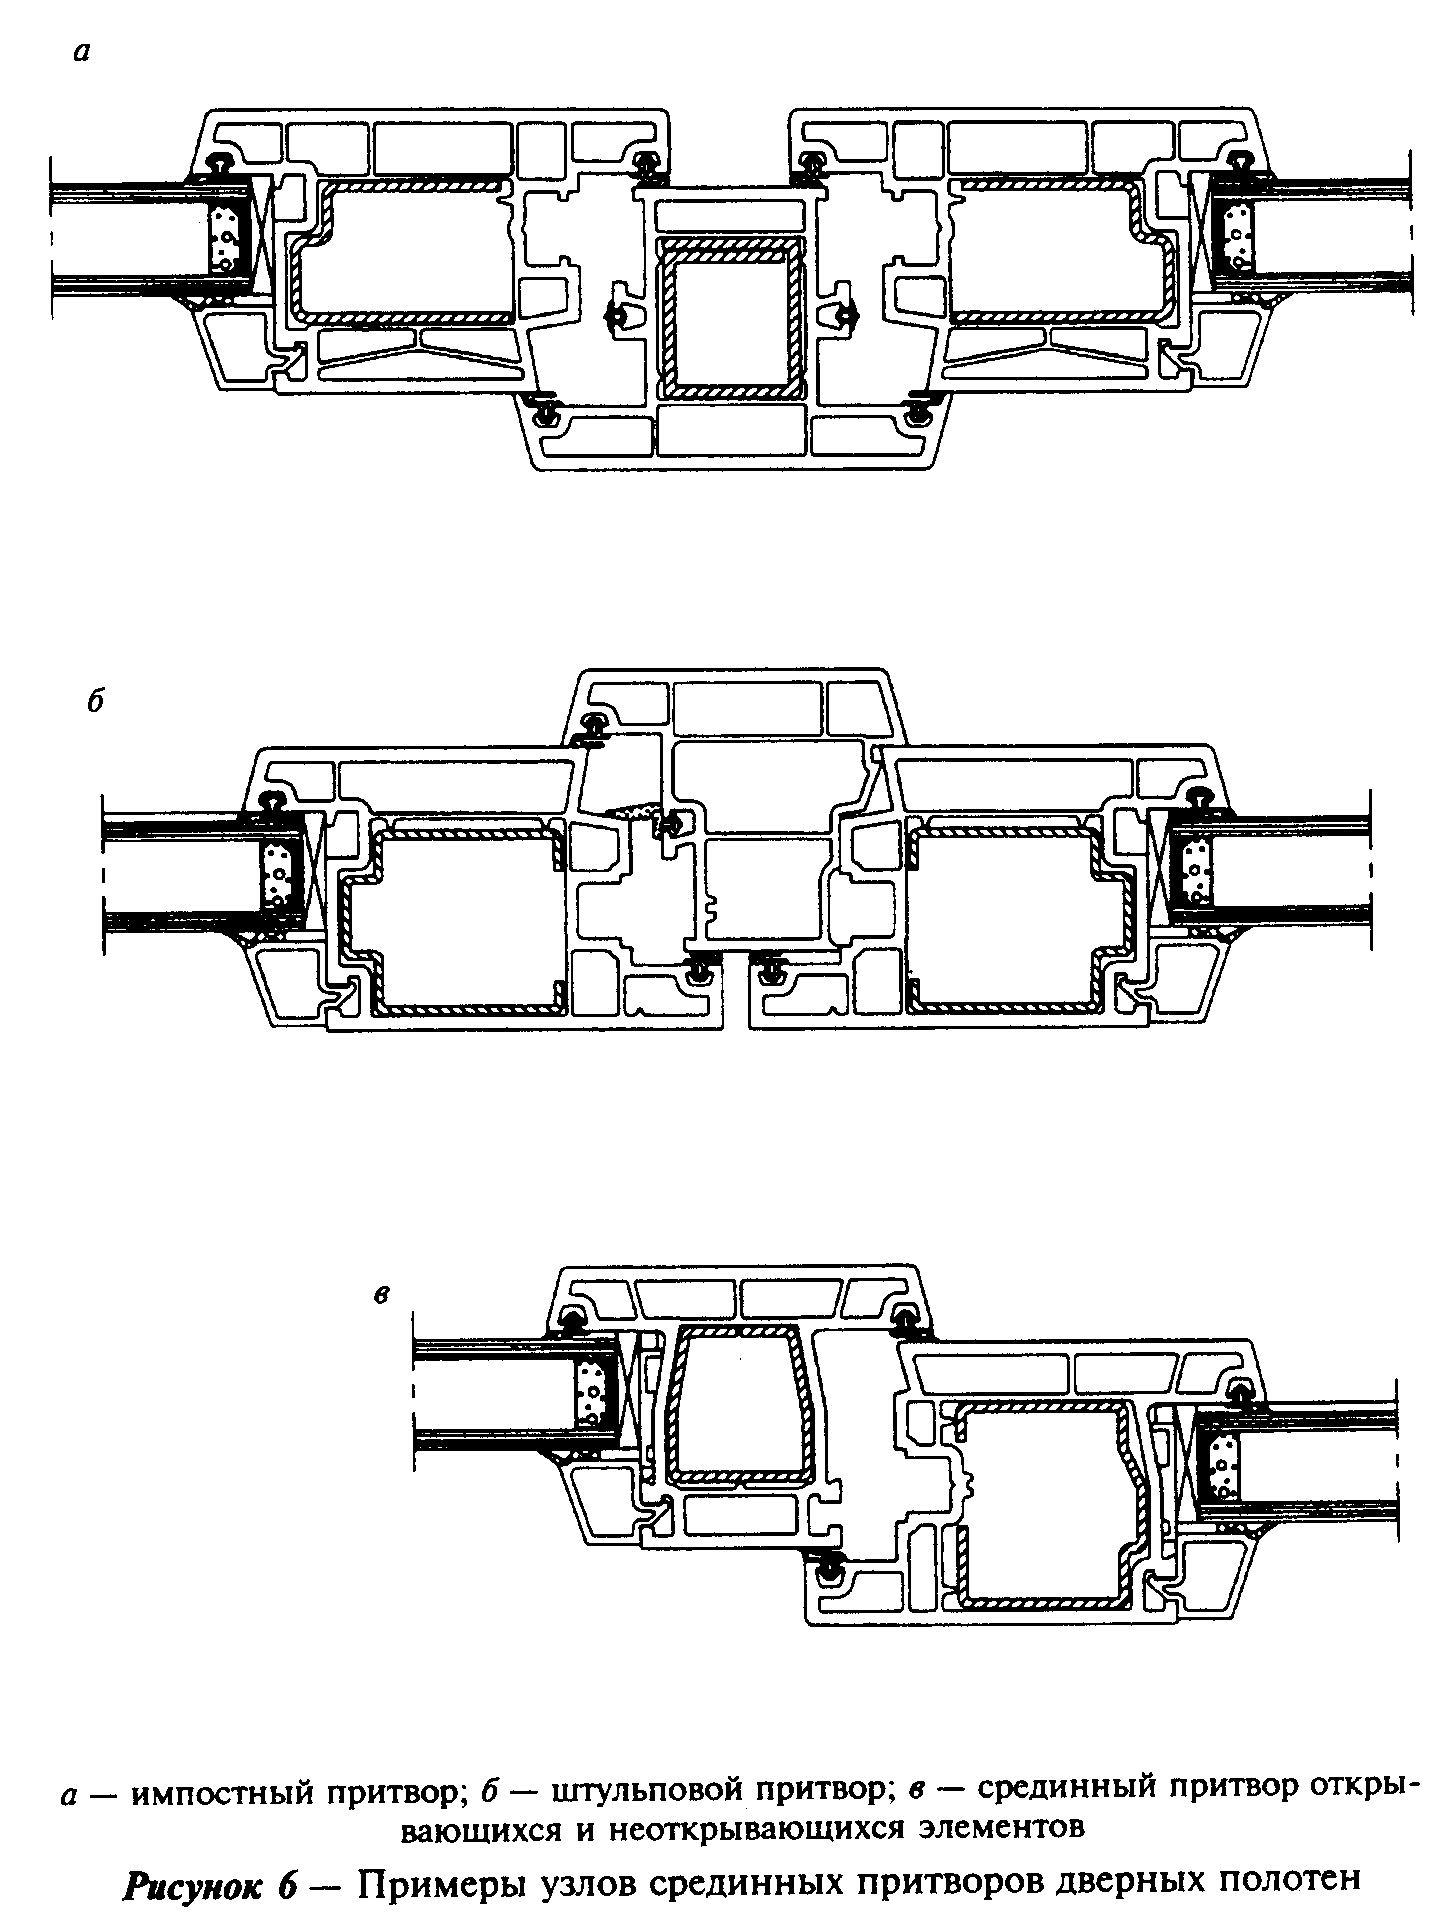 а
б
в
а — импостный притвор; б — штульповой притвор; в — срединный притвор откры-
вающихся и неоткрывающихся элементов
Рисунок 6 — Примеры узлов срединных притворов дверных полотен